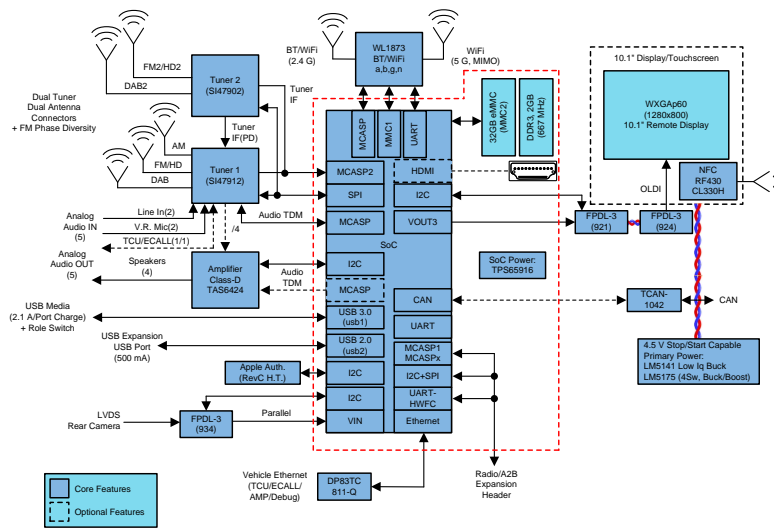 BT/WiFi
(2.4 G)
WL1873
BT/WiFi
a,b,g,n
WiFi
(5 G, MIMO)
10.1" Display/Touchscreen
WXGAp60
(1280x800)
10.1" Remote Display
NFC
RF430
CL330H
OLDI
FM2/HD2
DAB2
Tuner 2
(SI47902)
Tuner
IF
Dual Tuner
Dual Antenna
Connectors
+ FM Phase Diversity
Tuner
IF(PD)
AM
FM/HD
DAB
Tuner 1
(SI47912)
MCASP
MMC1
UART
32GB eMMC
(MMC2)
DDR3, 2GB
(667 MHz)
MCASP2
HDMI
SPI
I2C
MCASP
VOUT3
SoC
Analog
Audio IN
(5)
Line In(2)
V.R. Mic(2)
TCU/ECALL(1/1)
/4
Audio TDM
FPDL-3
(921)
FPDL-3
(924)
Analog
Audio OUT
(5)
Speakers
(4)
Amplifier
Class-D
TAS6424
Audio
TDM
I2C
MCASP
SoC Power:
TPS65916
CAN
TCAN-
1042
CAN
USB Media
(2.1 A/Port Charge)
+ Role Switch
USB 3.0
(usb1)
UART
USB Expansion
USB Port
(500 mA)
USB 2.0
(usb2)
MCASP1
MCASPx
4.5 V Stop/Start Capable
Primary Power:
LM5141 Low Iq Buck
LM5175 (4Sw, Buck/Boost)
Apple Auth.
(RevC H.T.)
I2C
I2C+SPI
I2C
UART-
HWFC
LVDS
Rear Camera
FPDL-3
(934)
Parallel
VIN
Ethernet
Vehicle Ethernet
(TCU/ECALL/
AMP/Debug)
DP83TC
811-Q
Radio/A2B
Expansion
Header
Core Features
Optional Features